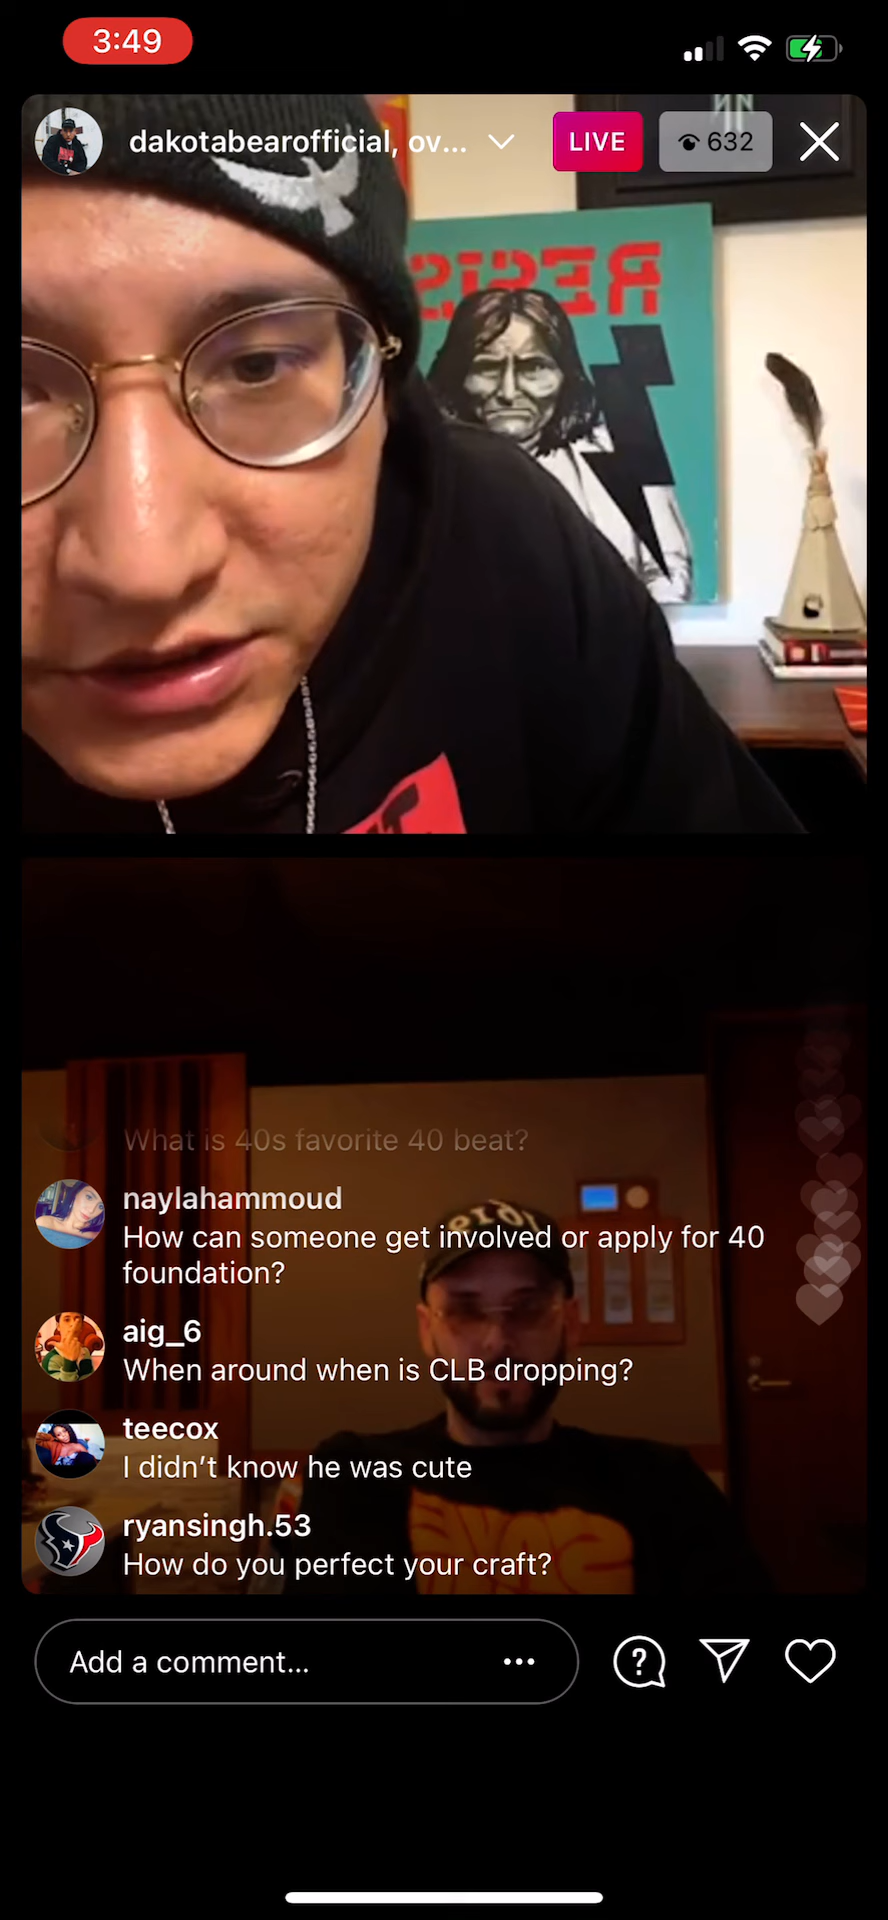 3:49
dakotabearofficial, ov...
LIVE
632
RESIS
What is 40s favorite 40 beat?
naylahammoud
How can someone get involved or apply for 40
foundation?
aig_6
When around when is CLB dropping?
teecox
I didn't know he was cute
ryansingh.53
How do you perfect your craft?
Add a comment...